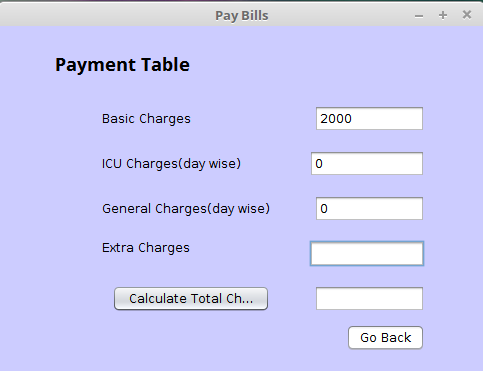 Pay Bills
Payment Table
Basic Charges 2000
ICU Charges(day wise) 0
General Charges(day wise) 0
Extra Charges
Calculate Total Ch...
Go Back